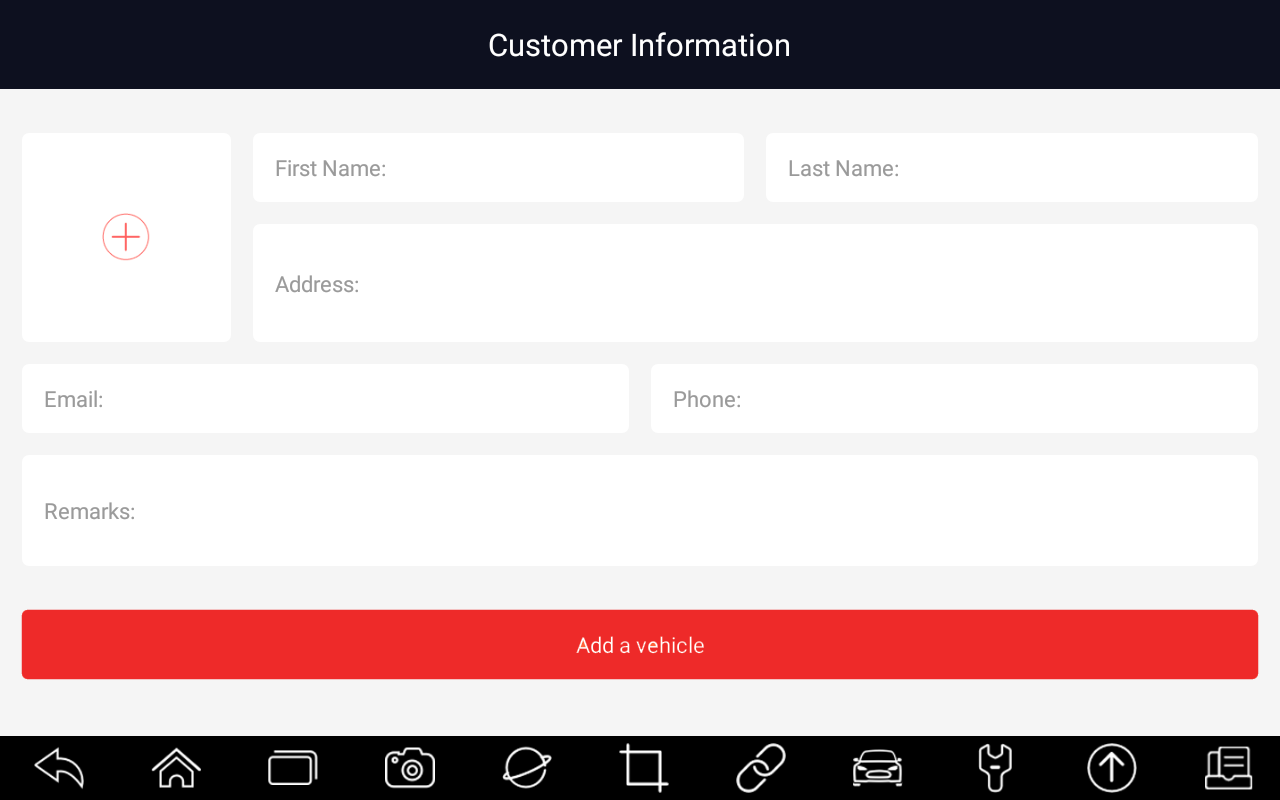 Customer Information
First Name:
Last Name:
Address:
Email:
Phone:
Remarks:
Add a vehicle